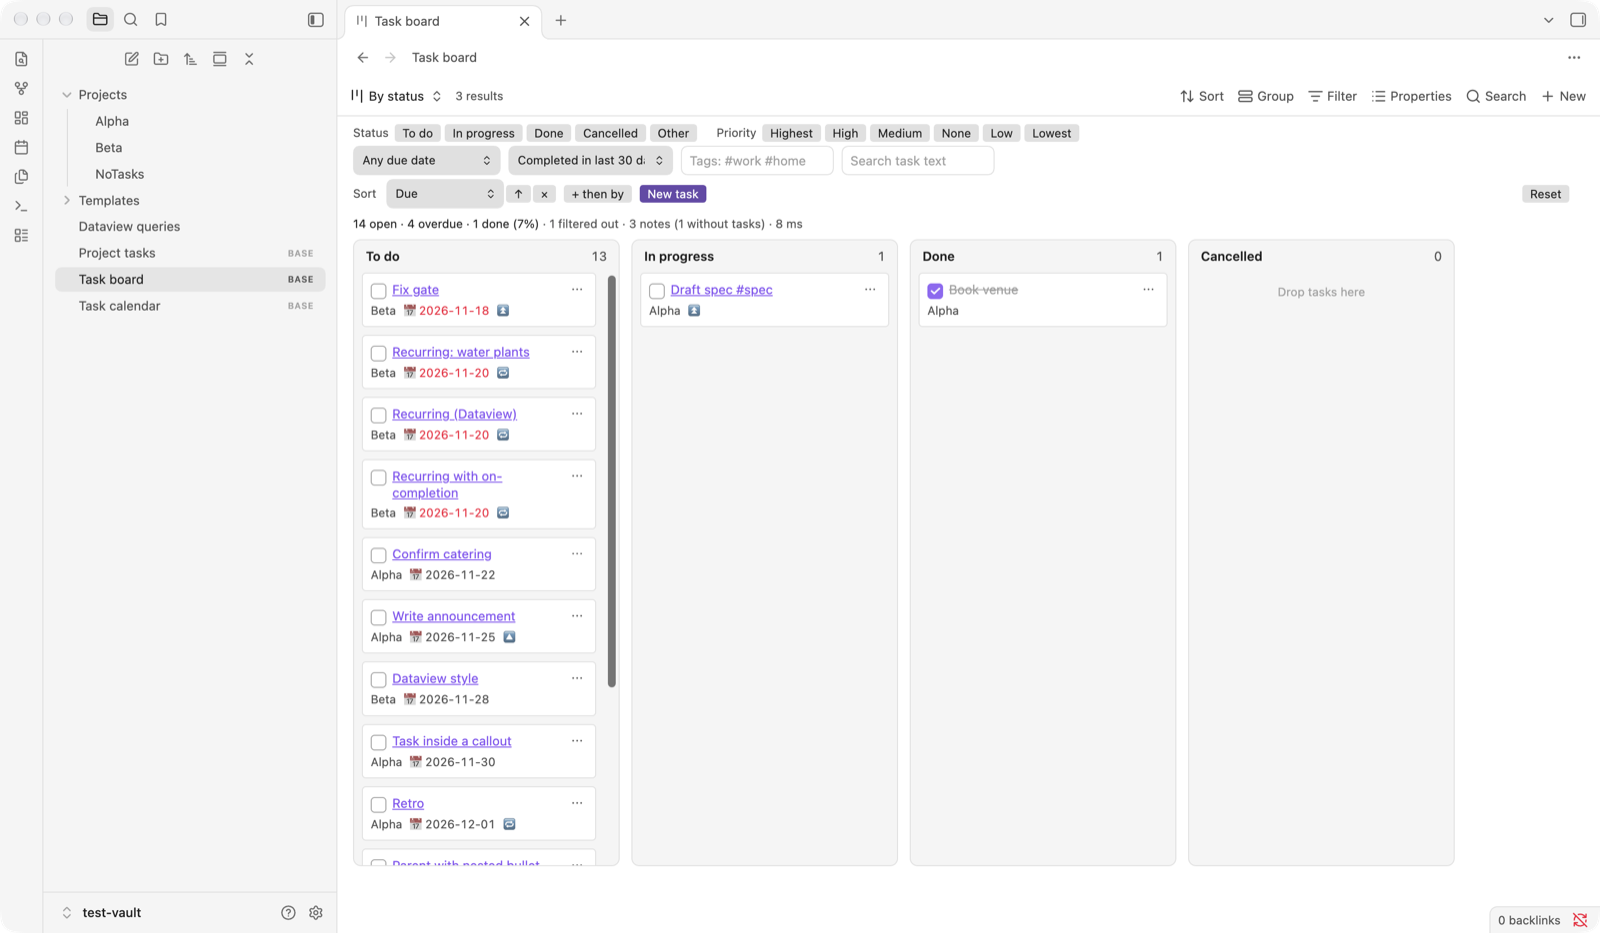 Task board
Task board
By status
3 results
Sort
Group
Filter
Properties
Search
New
Projects
Alpha
Beta
NoTasks
Templates
Dataview queries
Project tasks BASE
Task board BASE
Task calendar BASE
test-vault
Status To do In progress Done Cancelled Other Priority Highest High Medium None Low Lowest
Any due date Completed in last 30 Tags: #work #home Search task text
Sort Due + then by New task Reset
14 open · 4 overdue · 1 done (7%) · 1 filtered out · 3 notes (1 without tasks) · 8 ms
To do 13
Fix gate
Beta 2026-11-18
Recurring: water plants
Beta 2026-11-20
Recurring (Dataview)
Beta 2026-11-20
Recurring with on-
completion
Beta 2026-11-20
Confirm catering
Alpha 2026-11-22
Write announcement
Alpha 2026-11-25
Dataview style
Beta 2026-11-28
Task inside a callout
Alpha 2026-11-30
Retro
Alpha 2026-12-01
Parent with nested bullet
In progress 1
Draft spec #spec
Alpha
Done 1
Book venue
Alpha
Cancelled 0
Drop tasks here
0 backlinks